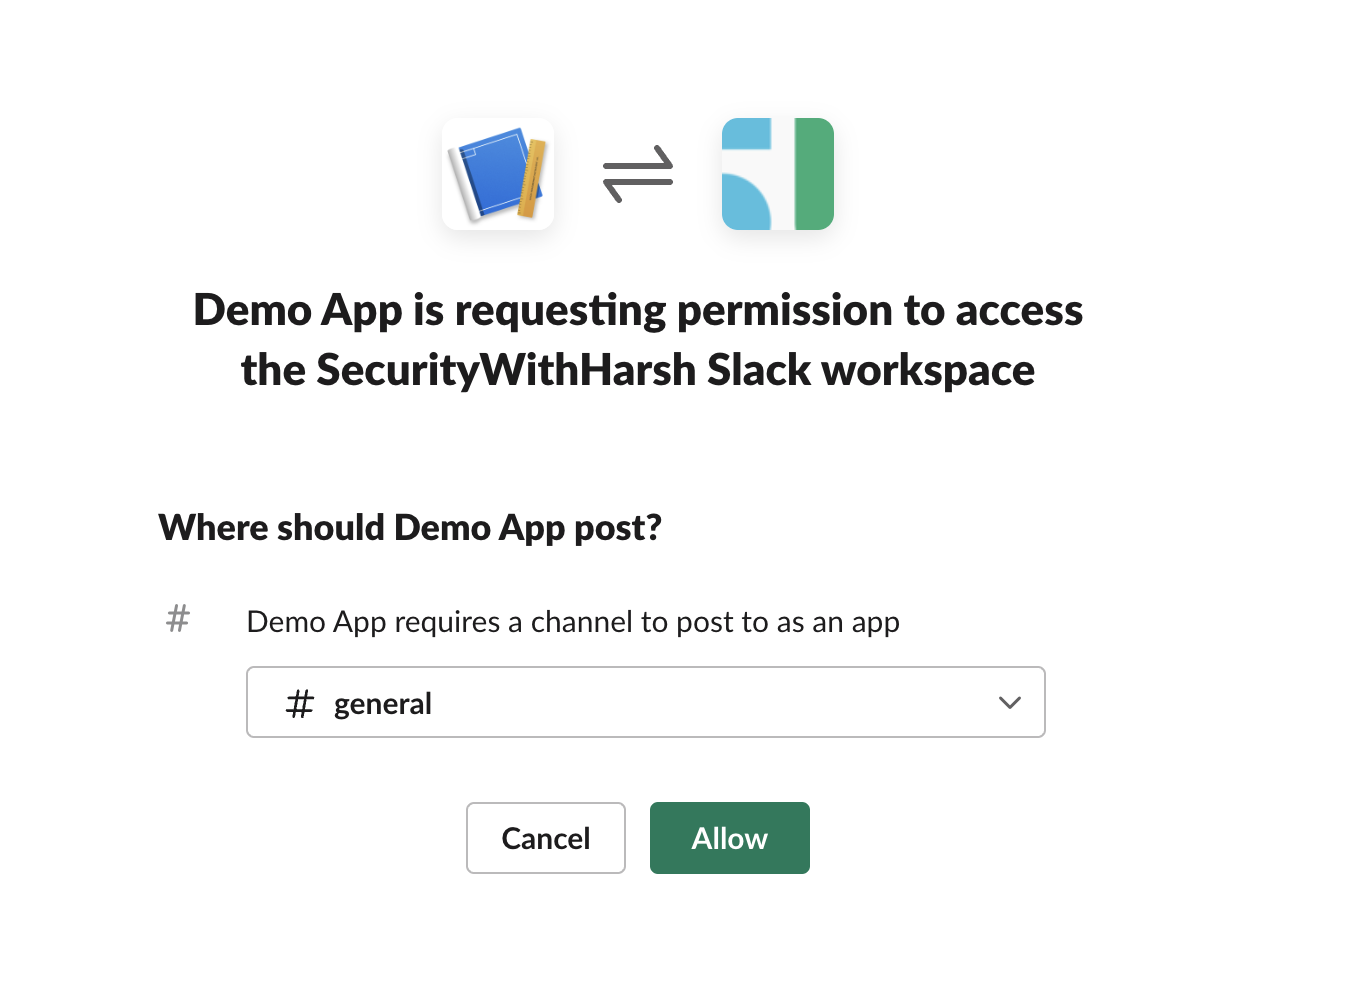 Demo App is requesting permission to access
the SecurityWithHarsh Slack workspace
Where should Demo App post?
# Demo App requires a channel to post to as an app
# general
Cancel Allow